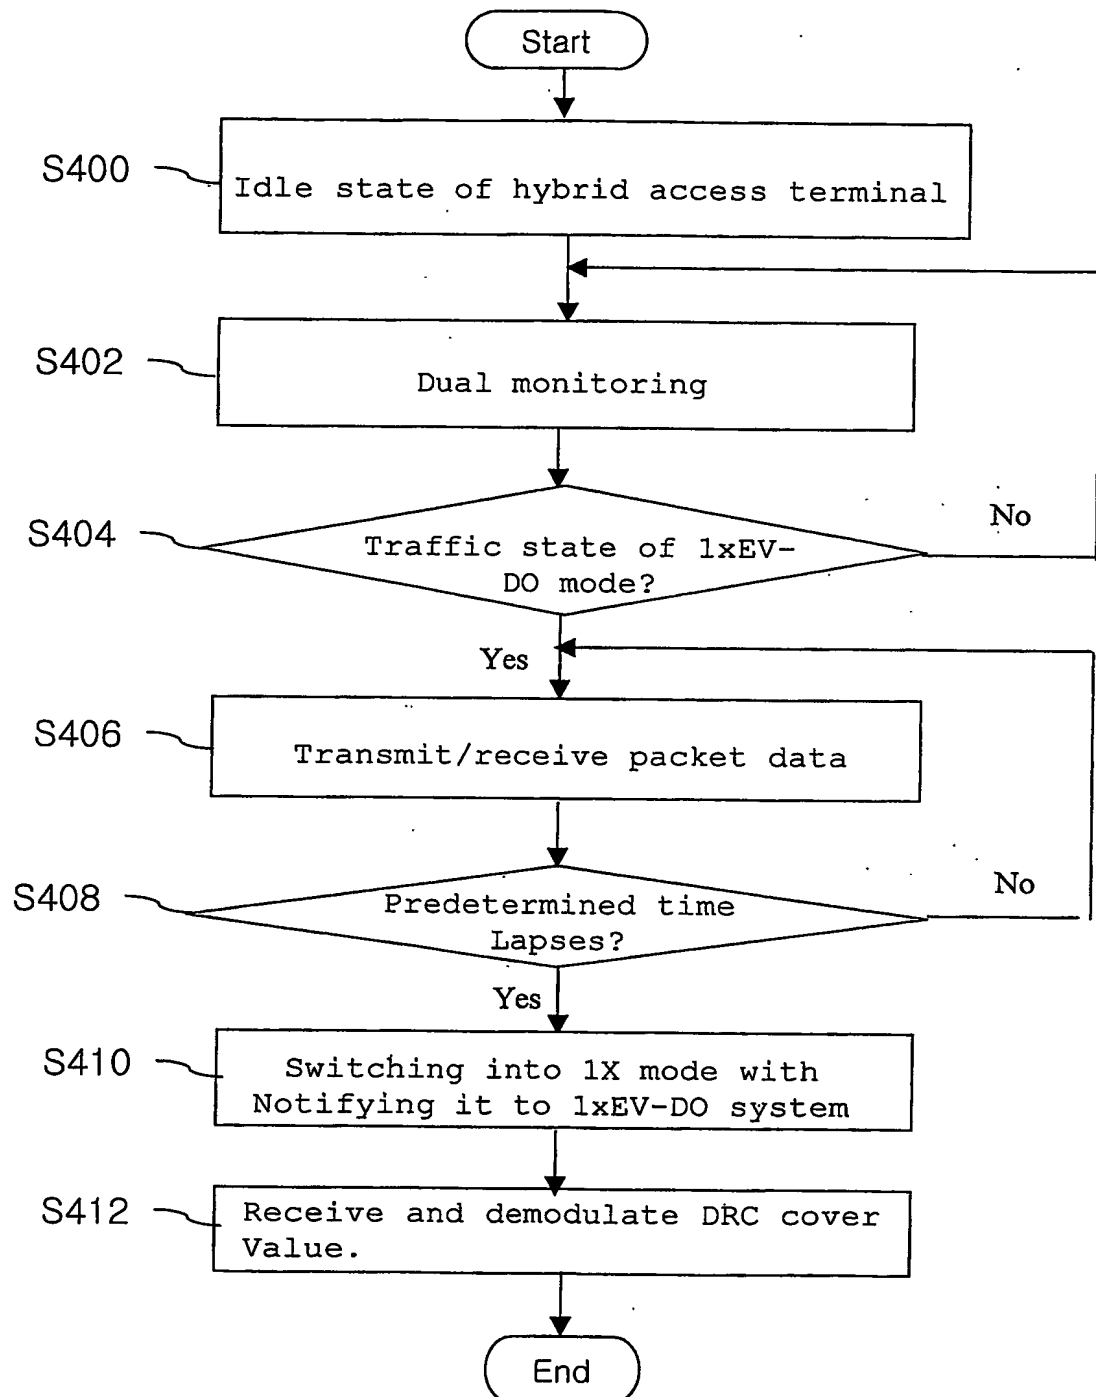 Start
S400
Idle state of hybrid access terminal
S402
Dual monitoring
S404
Traffic state of 1xEV-
DO mode?
No
Yes
S406
Transmit/receive packet data
S408
Predetermined time
Lapses?
No
Yes
S410
Switching into 1X mode with
Notifying it to 1xEV-DO system
S412
Receive and demodulate DRC cover
Value.
End